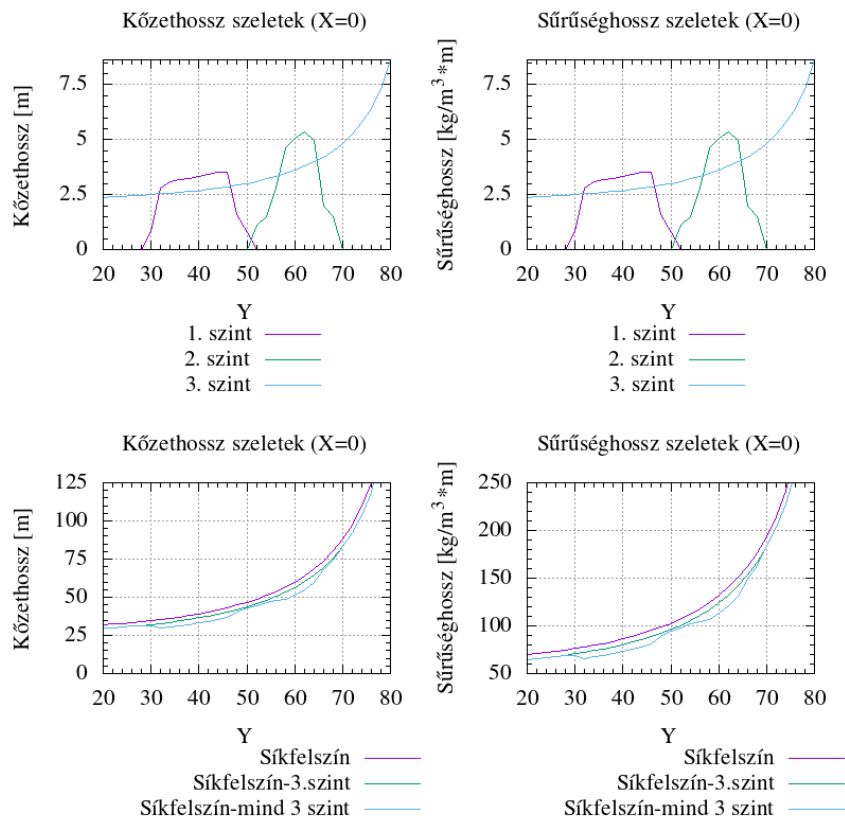 Kőzethossz szeletek (X=0)
Kőzethossz [m]
7.5
5
2.5
0
20 30 40 50 60 70 80
Y
1. szint
2. szint
3. szint
Sűrűséghossz szeletek (X=0)
Sűrűséghossz [kg/m³*m]
7.5
5
2.5
0
20 30 40 50 60 70 80
Y
1. szint
2. szint
3. szint
Kőzethossz szeletek (X=0)
Kőzethossz [m]
125
100
75
50
25
0
20 30 40 50 60 70 80
Y
Síkfelszín
Síkfelszín-3.szint
Síkfelszín-mind 3 szint
Sűrűséghossz szeletek (X=0)
Sűrűséghossz [kg/m³*m]
250
200
150
100
50
20 30 40 50 60 70 80
Y
Síkfelszín
Síkfelszín-3.szint
Síkfelszín-mind 3 szint